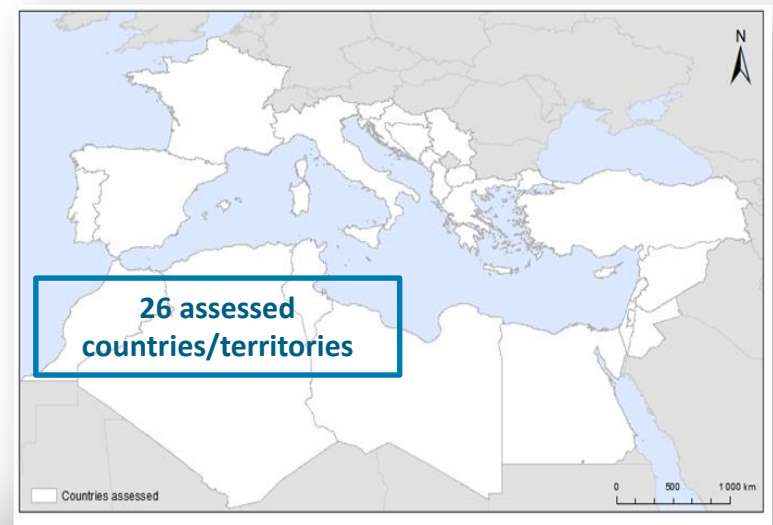 N
26 assessed
countries/territories
Countries assessed
0 500 1 000 km